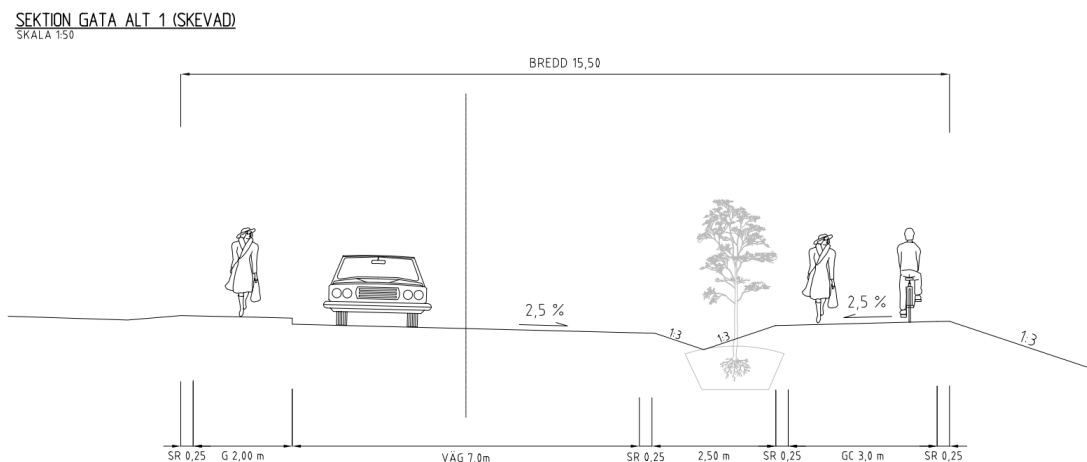 SEKTION GATA ALT 1 (SKEVAD)
SKALA 1:50
BREDD 15,50
2,5 %
2,5 %
1:3
1:3
1:3
SR 0,25
G 2,00 m
VÄG 7.0m
SR 0,25
2,50 m
SR 0,25
GC 3,0 m
SR 0,25